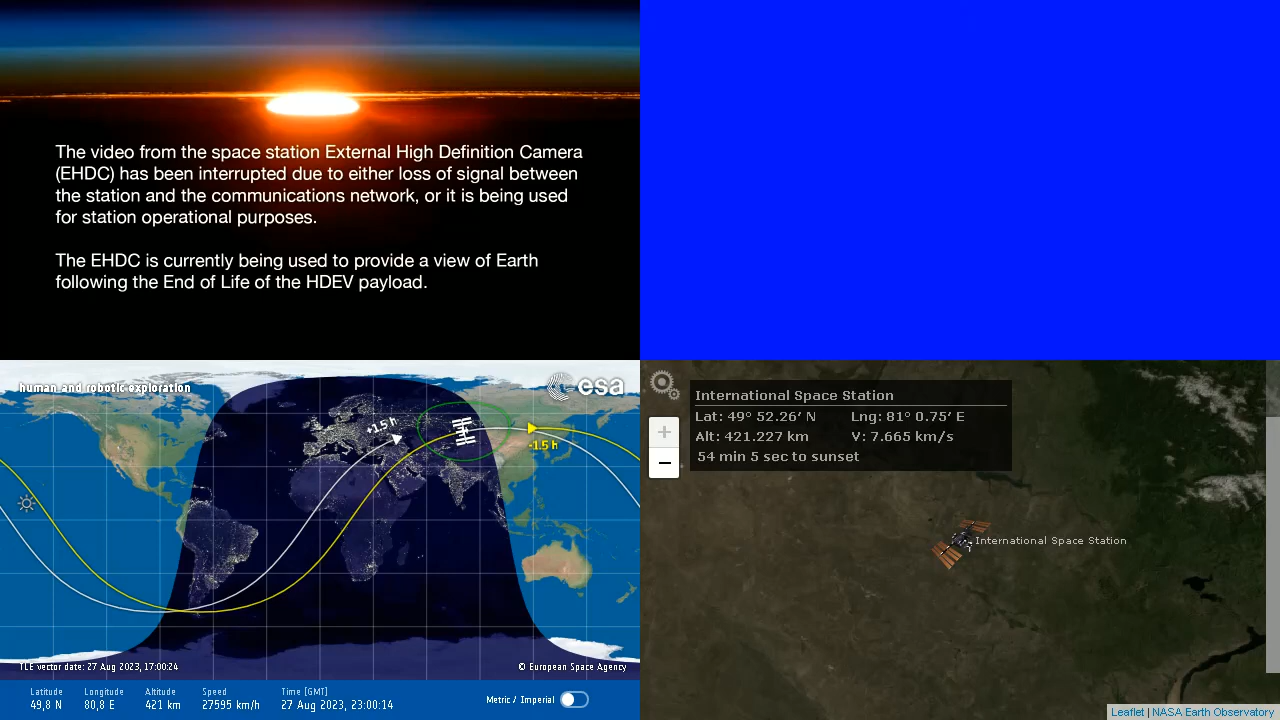 The video from the space station External High Definition Camera
(EHDC) has been interrupted due to either loss of signal between
the station and the communications network, or it is being used
for station operational purposes.
The EHDC is currently being used to provide a view of Earth
following the End of Life of the HDEV payload.
human and robotic exploration
esa
+1.5 h
-1.5 h
TLE vector date: 27 Aug 2023, 17:00:24
© European Space Agency
Latitude Longitude Altitude Speed Time [GMT]
49,8 N 80,8 E 421 km 27595 km/h 27 Aug 2023, 23:00:14
Metric / Imperial
International Space Station
Lat: 49° 52.26′ N Lng: 81° 0.75′ E
Alt: 421.227 km V: 7.665 km/s
54 min 5 sec to sunset
+
−
International Space Station
Leaflet | NASA Earth Observatory